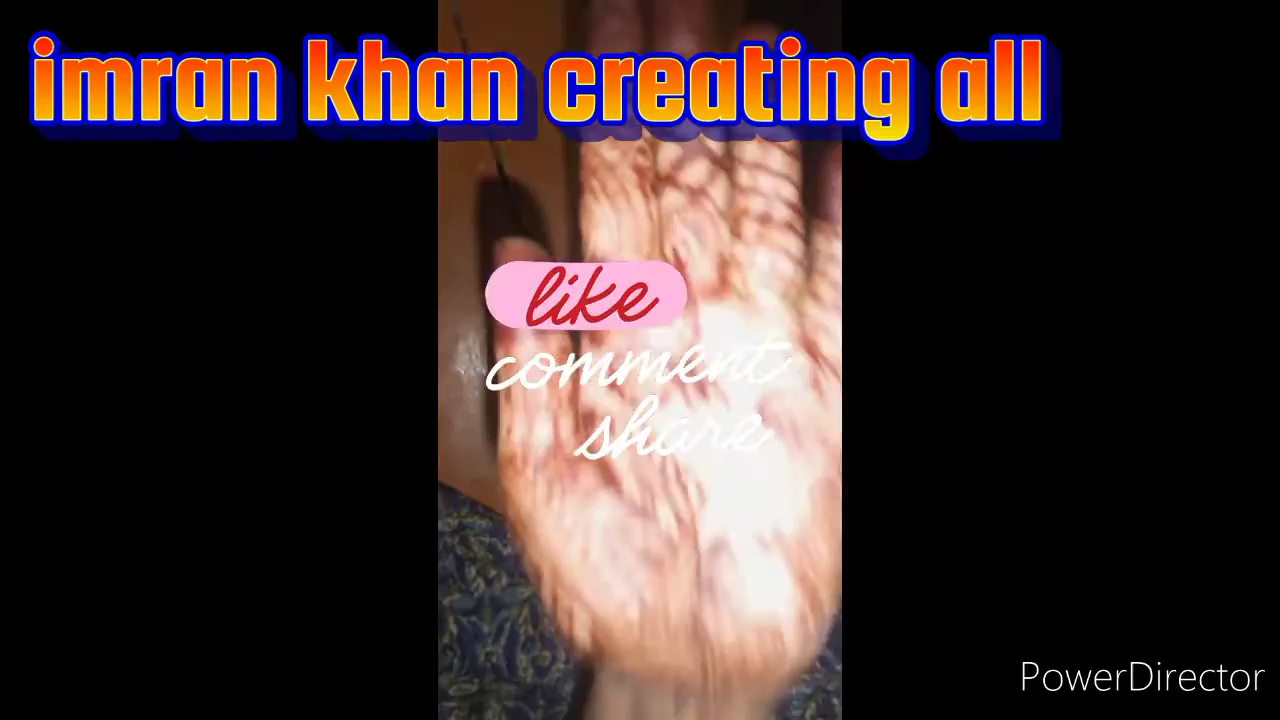 imran khan creating all
like
comment
share
PowerDirector